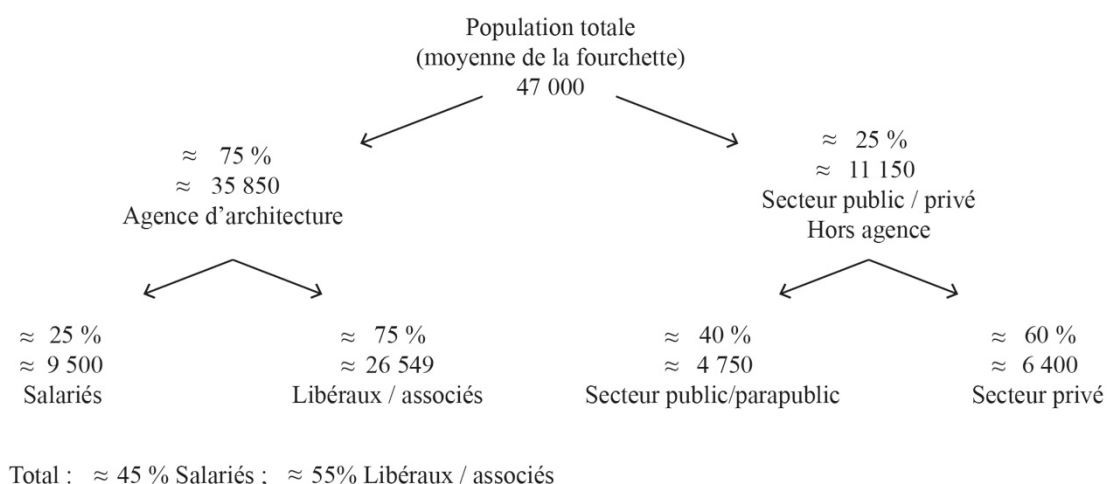 Population totale
(moyenne de la fourchette)
47 000
≈ 75 %
≈ 35 850
Agence d’architecture
≈ 25 %
≈ 11 150
Secteur public / privé
Hors agence
≈ 25 %
≈ 9 500
Salariés
≈ 75 %
≈ 26 549
Libéraux / associés
≈ 40 %
≈ 4 750
Secteur public/parapublic
≈ 60 %
≈ 6 400
Secteur privé
Total : ≈ 45 % Salariés ; ≈ 55% Libéraux / associés